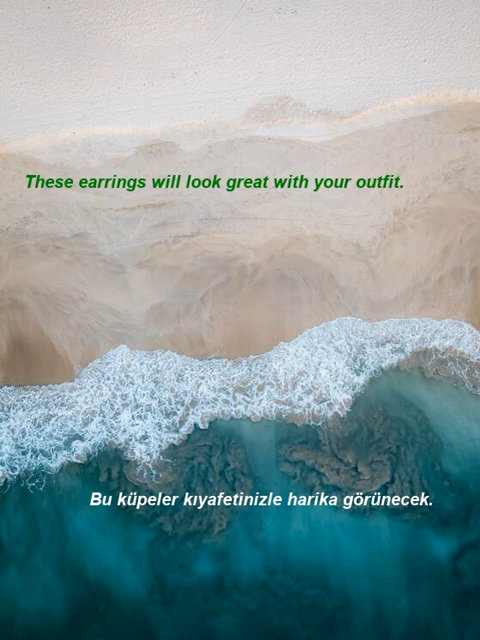 These earrings will look great with your outfit.
Bu küpeler kıyafetinizle harika görünecek.